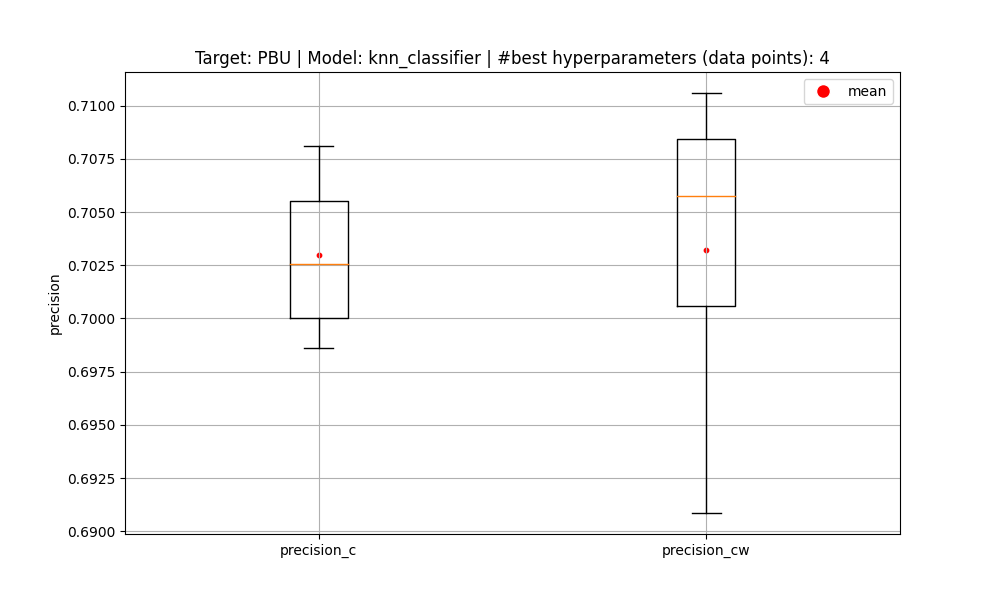 Target: PBU | Model: knn_classifier | #best hyperparameters (data points): 4
mean
0.7100
0.7075
0.7050
0.7025
0.7000
0.6975
0.6950
0.6925
0.6900
precision
precision_c
precision_cw